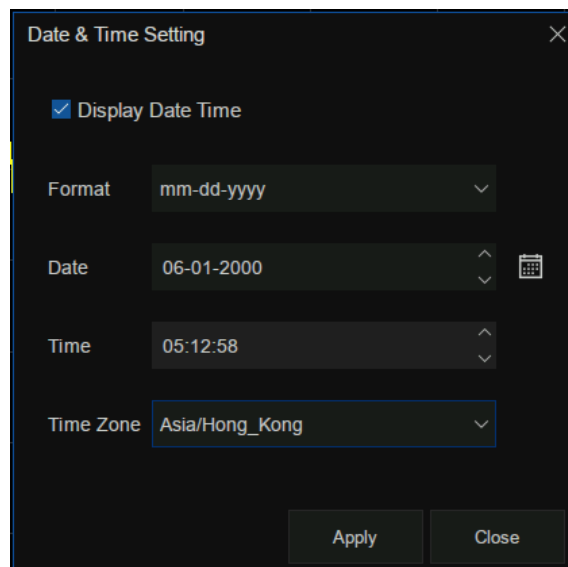 Date & Time Setting
Display Date Time
Format mm-dd-yyyy
Date 06-01-2000
Time 05:12:58
Time Zone Asia/Hong_Kong
Apply Close